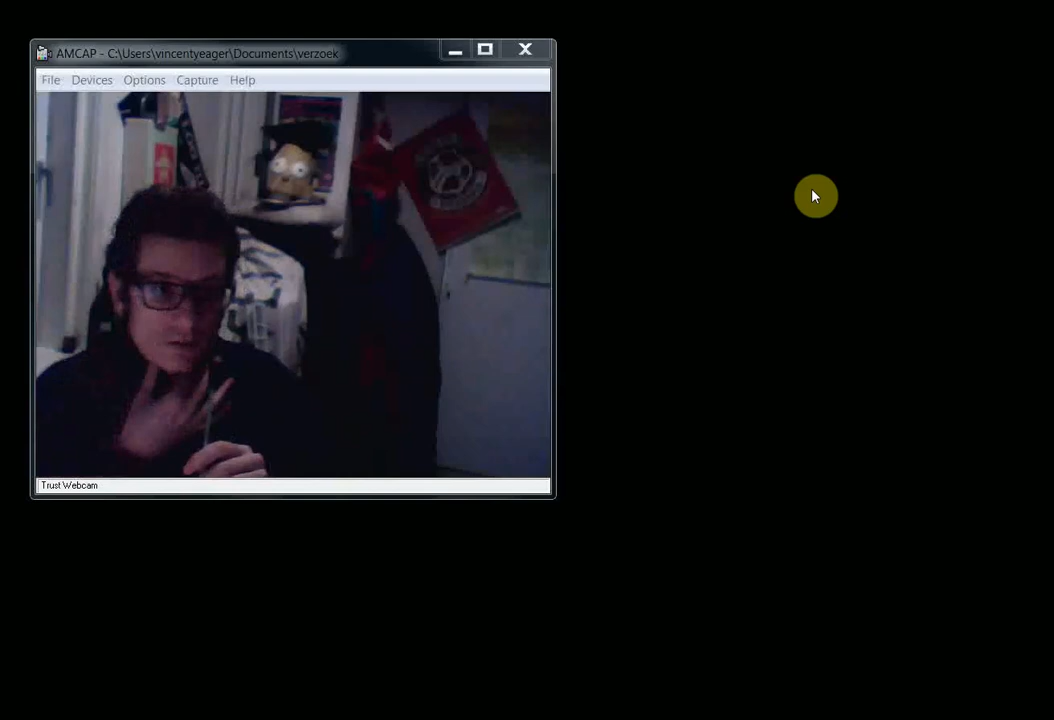 AMCAP - C:\Users\vincentyeager\Documents\verzoek
File Devices Options Capture Help
Trust Webcam